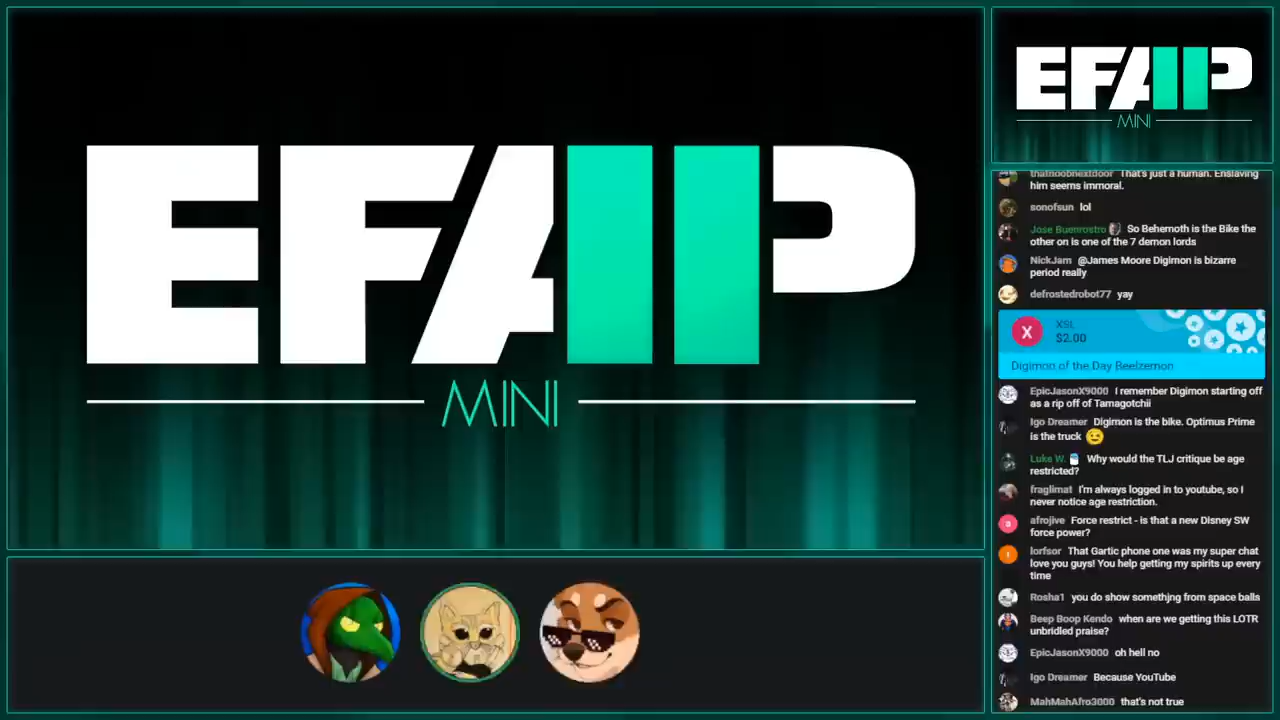 EFAP
MINI
EFAP
MINI
thatnoobnextdoor That's just a human. Enslaving
him seems immoral.
sonofsun lol
Jose Buenrostro So Behemoth is the Bike the
other on is one of the 7 demon lords
NickJam @James Moore Digimon is bizarre
period really
defrostedrobot77 yay
X
XSL
$2.00
Digimon of the Day Beelzemon
EpicJasonX9000 I remember Digimon starting off
as a rip off of Tamagotchii
Igo Dreamer Digimon is the bike. Optimus Prime
is the truck 😉
Luke W. Why would the TLJ critique be age
restricted?
fraglimat I'm always logged in to youtube, so I
never notice age restriction.
afrojive Force restrict - is that a new Disney SW
force power?
lorfsor That Gartic phone one was my super chat
love you guys! You help getting my spirits up every
time
Rosha1 you do show somethjng from space balls
Beep Boop Kendo when are we getting this LOTR
unbridled praise?
EpicJasonX9000 oh hell no
Igo Dreamer Because YouTube
MahMahAfro3000 that's not true